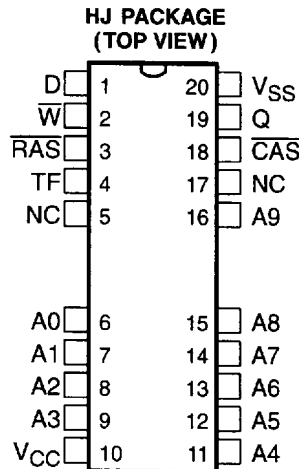 HJ PACKAGE
(TOP VIEW)
D 1 20 VSS
W̅ 2 19 Q
R̅A̅S̅ 3 18 C̅A̅S̅
TF 4 17 NC
NC 5 16 A9
A0 6 15 A8
A1 7 14 A7
A2 8 13 A6
A3 9 12 A5
VCC 10 11 A4